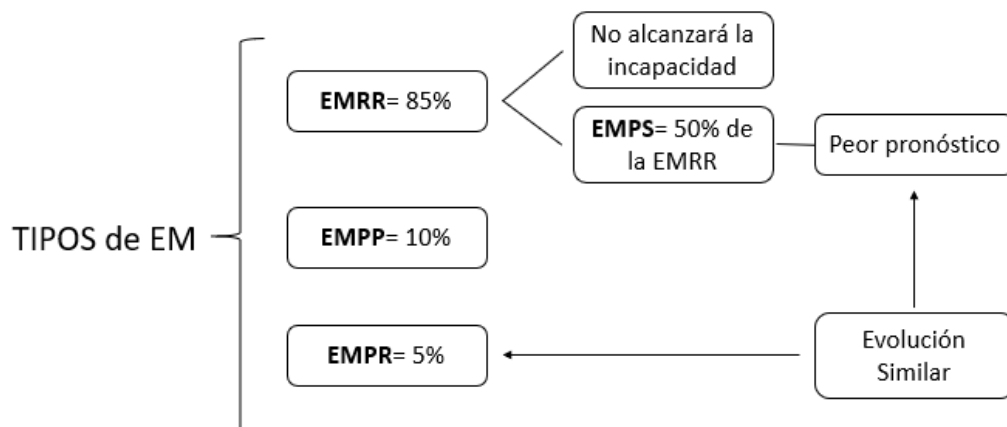 TIPOS de EM
EMRR= 85%
No alcanzará la
incapacidad
EMPS= 50% de
la EMRR
Peor pronóstico
EMPP= 10%
EMPR= 5%
Evolución
Similar